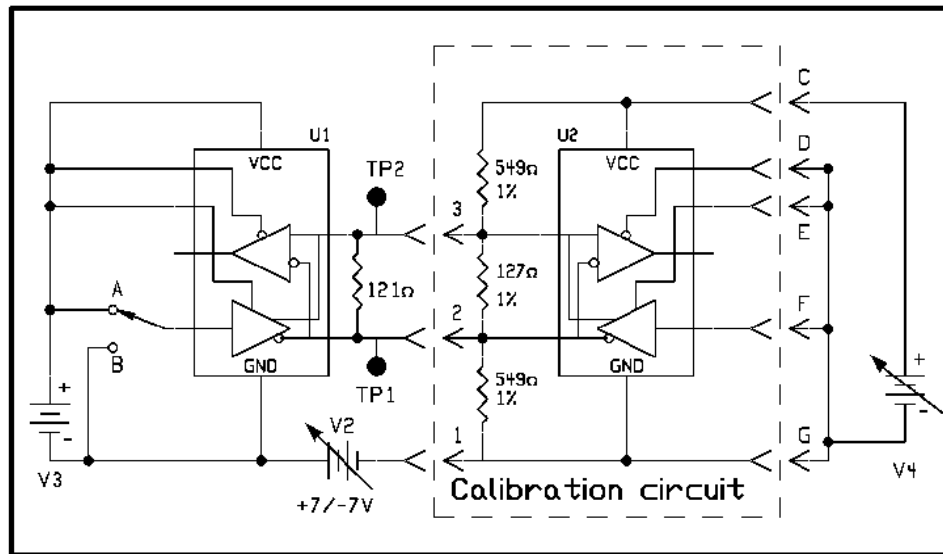 C
U1
U2
VCC
TP2
VCC
D
549Ω
1%
3
E
A
121Ω
127Ω
1%
2
F
B
GND
TP1
GND
549Ω
1%
+
-
V3
V2
+7/-7V
1
G
+
-
V4
Calibration circuit